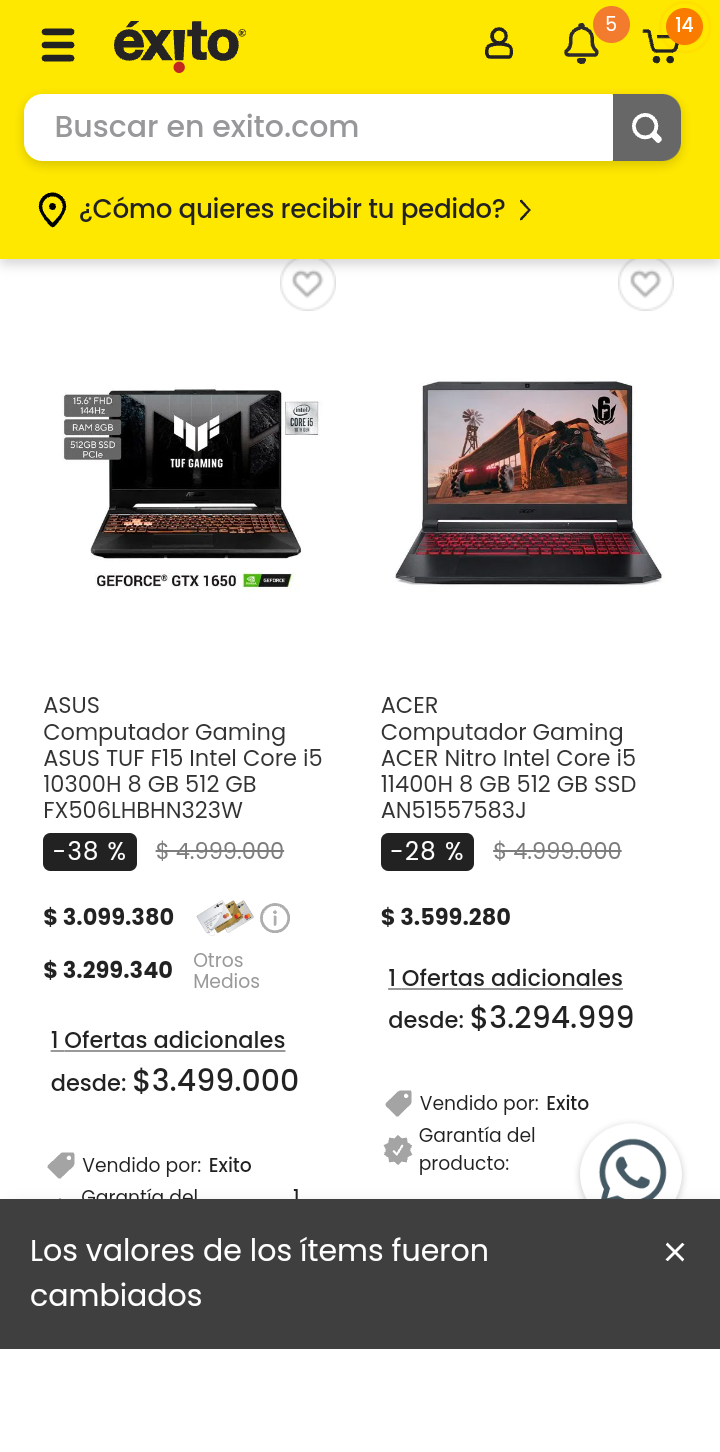 éxito
5
14
Buscar en exito.com
¿Cómo quieres recibir tu pedido?
15.6" FHD
144Hz
RAM 8GB
512GB SSD
PCIe
TUF GAMING
intel
CORE i5
GEFORCE® GTX 1650
GEFORCE
ASUS
Computador Gaming
ASUS TUF F15 Intel Core i5
10300H 8 GB 512 GB
FX506LHBHN323W
-38 %
$ 4.999.000
$ 3.099.380
$ 3.299.340
Otros
Medios
1 Ofertas adicionales
desde: $3.499.000
Vendido por: Exito
Garantía del 1
ACER
Computador Gaming
ACER Nitro Intel Core i5
11400H 8 GB 512 GB SSD
AN51557583J
-28 %
$ 4.999.000
$ 3.599.280
1 Ofertas adicionales
desde: $3.294.999
Vendido por: Exito
Garantía del
producto:
Los valores de los ítems fueron
cambiados